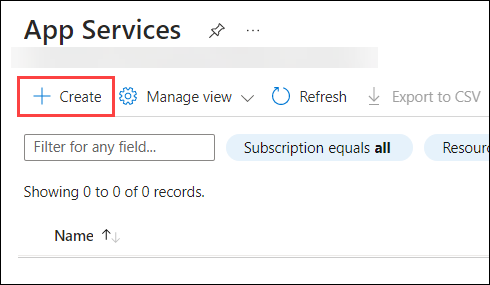 App Services
Create Manage view Refresh Export to CSV
Filter for any field... Subscription equals all Resour
Showing 0 to 0 of 0 records.
Name ↑↓